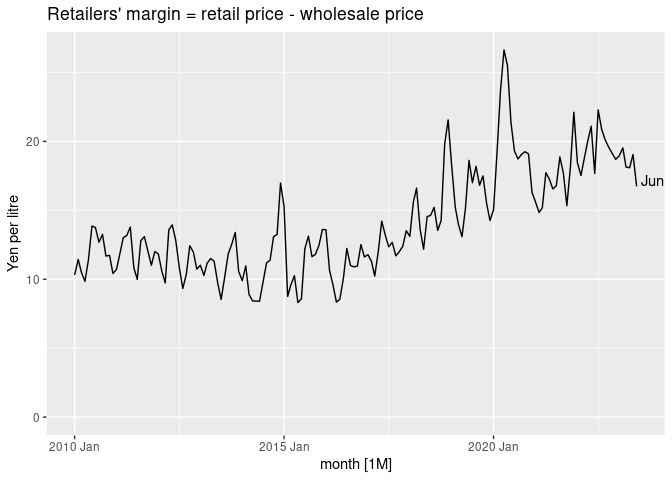 Retailers' margin = retail price - wholesale price
Yen per litre
20
10
0
Jun
2010 Jan
2015 Jan
2020 Jan
month [1M]